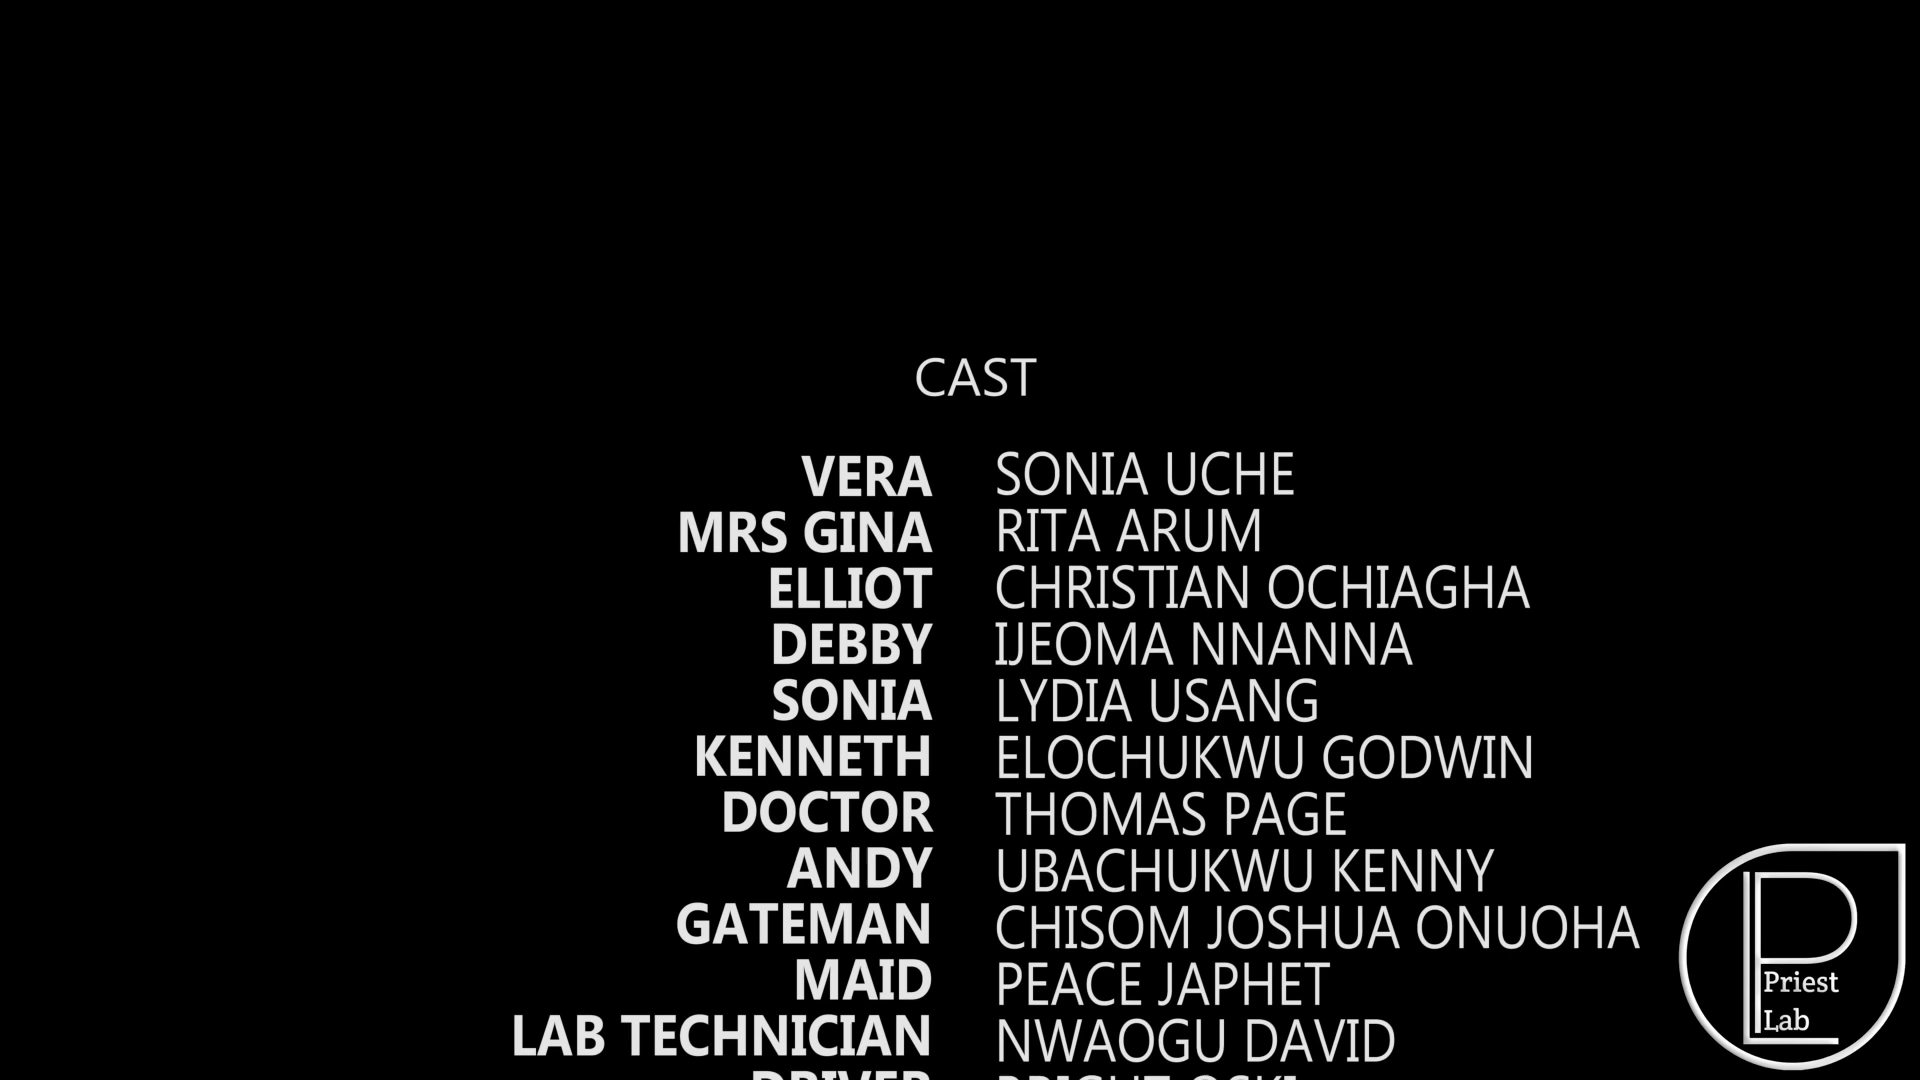 CAST
VERA SONIA UCHE
MRS GINA RITA ARUM
ELLIOT CHRISTIAN OCHIAGHA
DEBBY IJEOMA NNANNA
SONIA LYDIA USANG
KENNETH ELOCHUKWU GODWIN
DOCTOR THOMAS PAGE
ANDY UBACHUKWU KENNY
GATEMAN CHISOM JOSHUA ONUOHA
MAID PEACE JAPHET
LAB TECHNICIAN NWAOGU DAVID
DRIVER BRIGHT
Priest
Lab